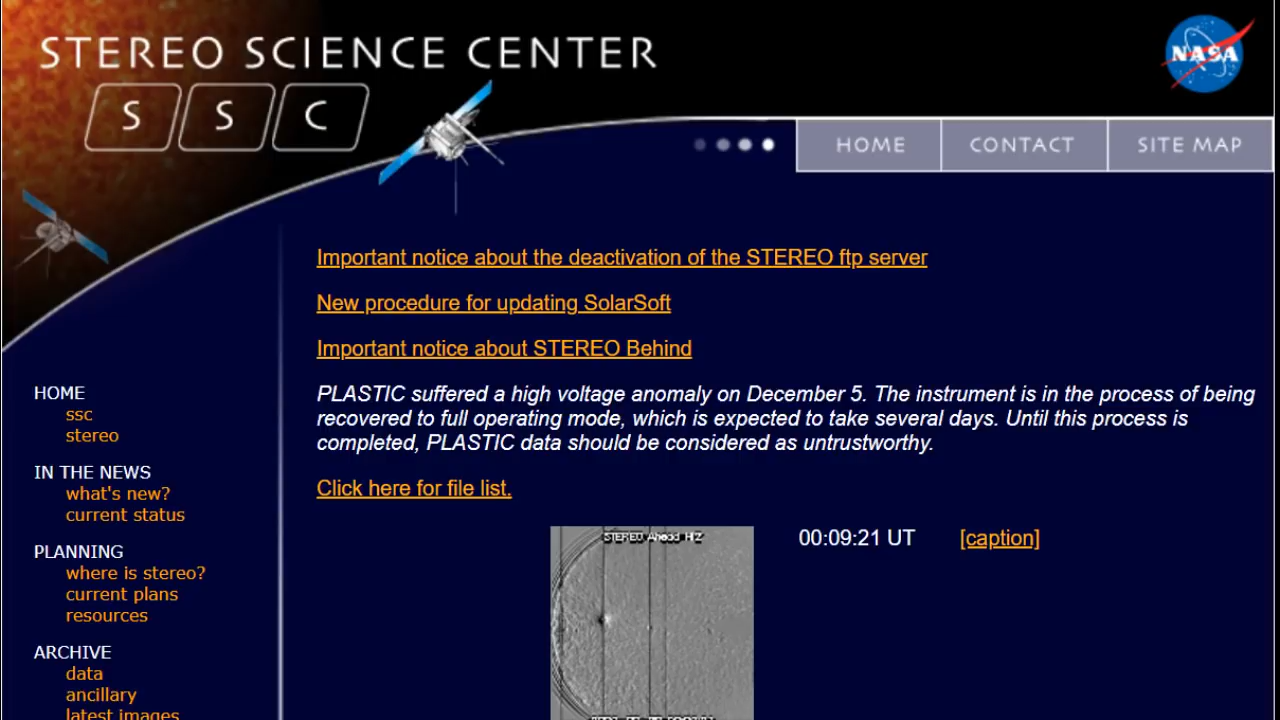 STEREO SCIENCE CENTER
S S C
NASA
HOME CONTACT SITE MAP
Important notice about the deactivation of the STEREO ftp server
New procedure for updating SolarSoft
Important notice about STEREO Behind
PLASTIC suffered a high voltage anomaly on December 5. The instrument is in the process of being
recovered to full operating mode, which is expected to take several days. Until this process is
completed, PLASTIC data should be considered as untrustworthy.
Click here for file list.
STEREO Ahead HI2
00:09:21 UT [caption]
HOME
ssc
stereo
IN THE NEWS
what's new?
current status
PLANNING
where is stereo?
current plans
resources
ARCHIVE
data
ancillary
latest images